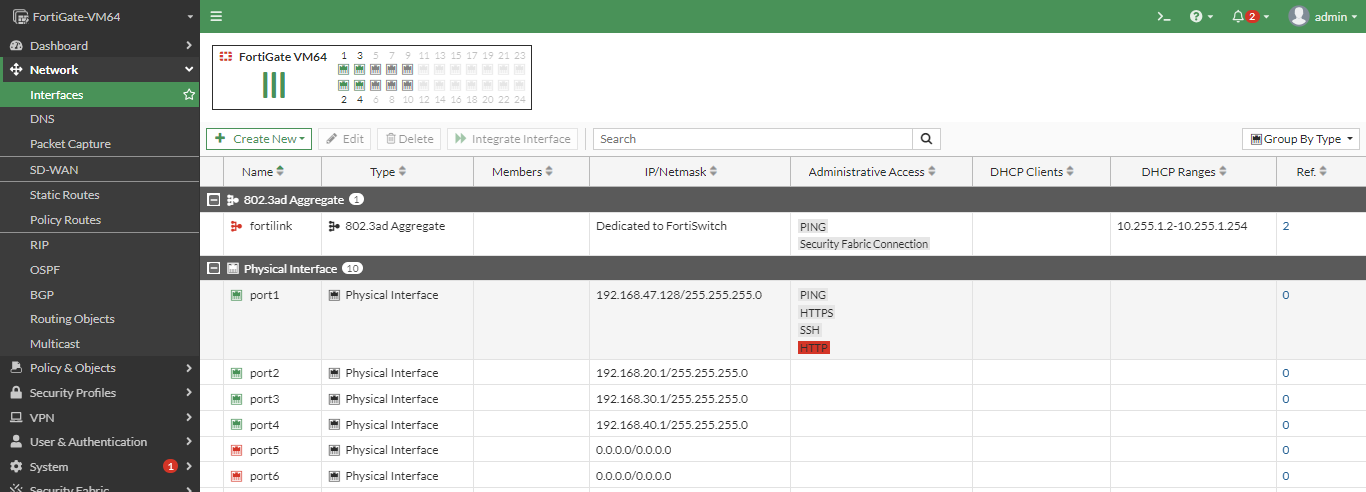 FortiGate-VM64
2
admin
Dashboard
Network
Interfaces
DNS
Packet Capture
SD-WAN
Static Routes
Policy Routes
RIP
OSPF
BGP
Routing Objects
Multicast
Policy & Objects
Security Profiles
VPN
User & Authentication
System 1
Security Fabric
FortiGate VM64
1 3 5 7 9 11 13 15 17 19 21 23
2 4 6 8 10 12 14 16 18 20 22 24
Create New Edit Delete Integrate Interface Search Group By Type
Name Type Members IP/Netmask Administrative Access DHCP Clients DHCP Ranges Ref.
802.3ad Aggregate 1
fortilink 802.3ad Aggregate Dedicated to FortiSwitch PING 10.255.1.2-10.255.1.254 2
Security Fabric Connection
Physical Interface 10
port1 Physical Interface 192.168.47.128/255.255.255.0 PING 0
HTTPS
SSH
HTTP
port2 Physical Interface 192.168.20.1/255.255.255.0 0
port3 Physical Interface 192.168.30.1/255.255.255.0 0
port4 Physical Interface 192.168.40.1/255.255.255.0 0
port5 Physical Interface 0.0.0.0/0.0.0.0 0
port6 Physical Interface 0.0.0.0/0.0.0.0 0